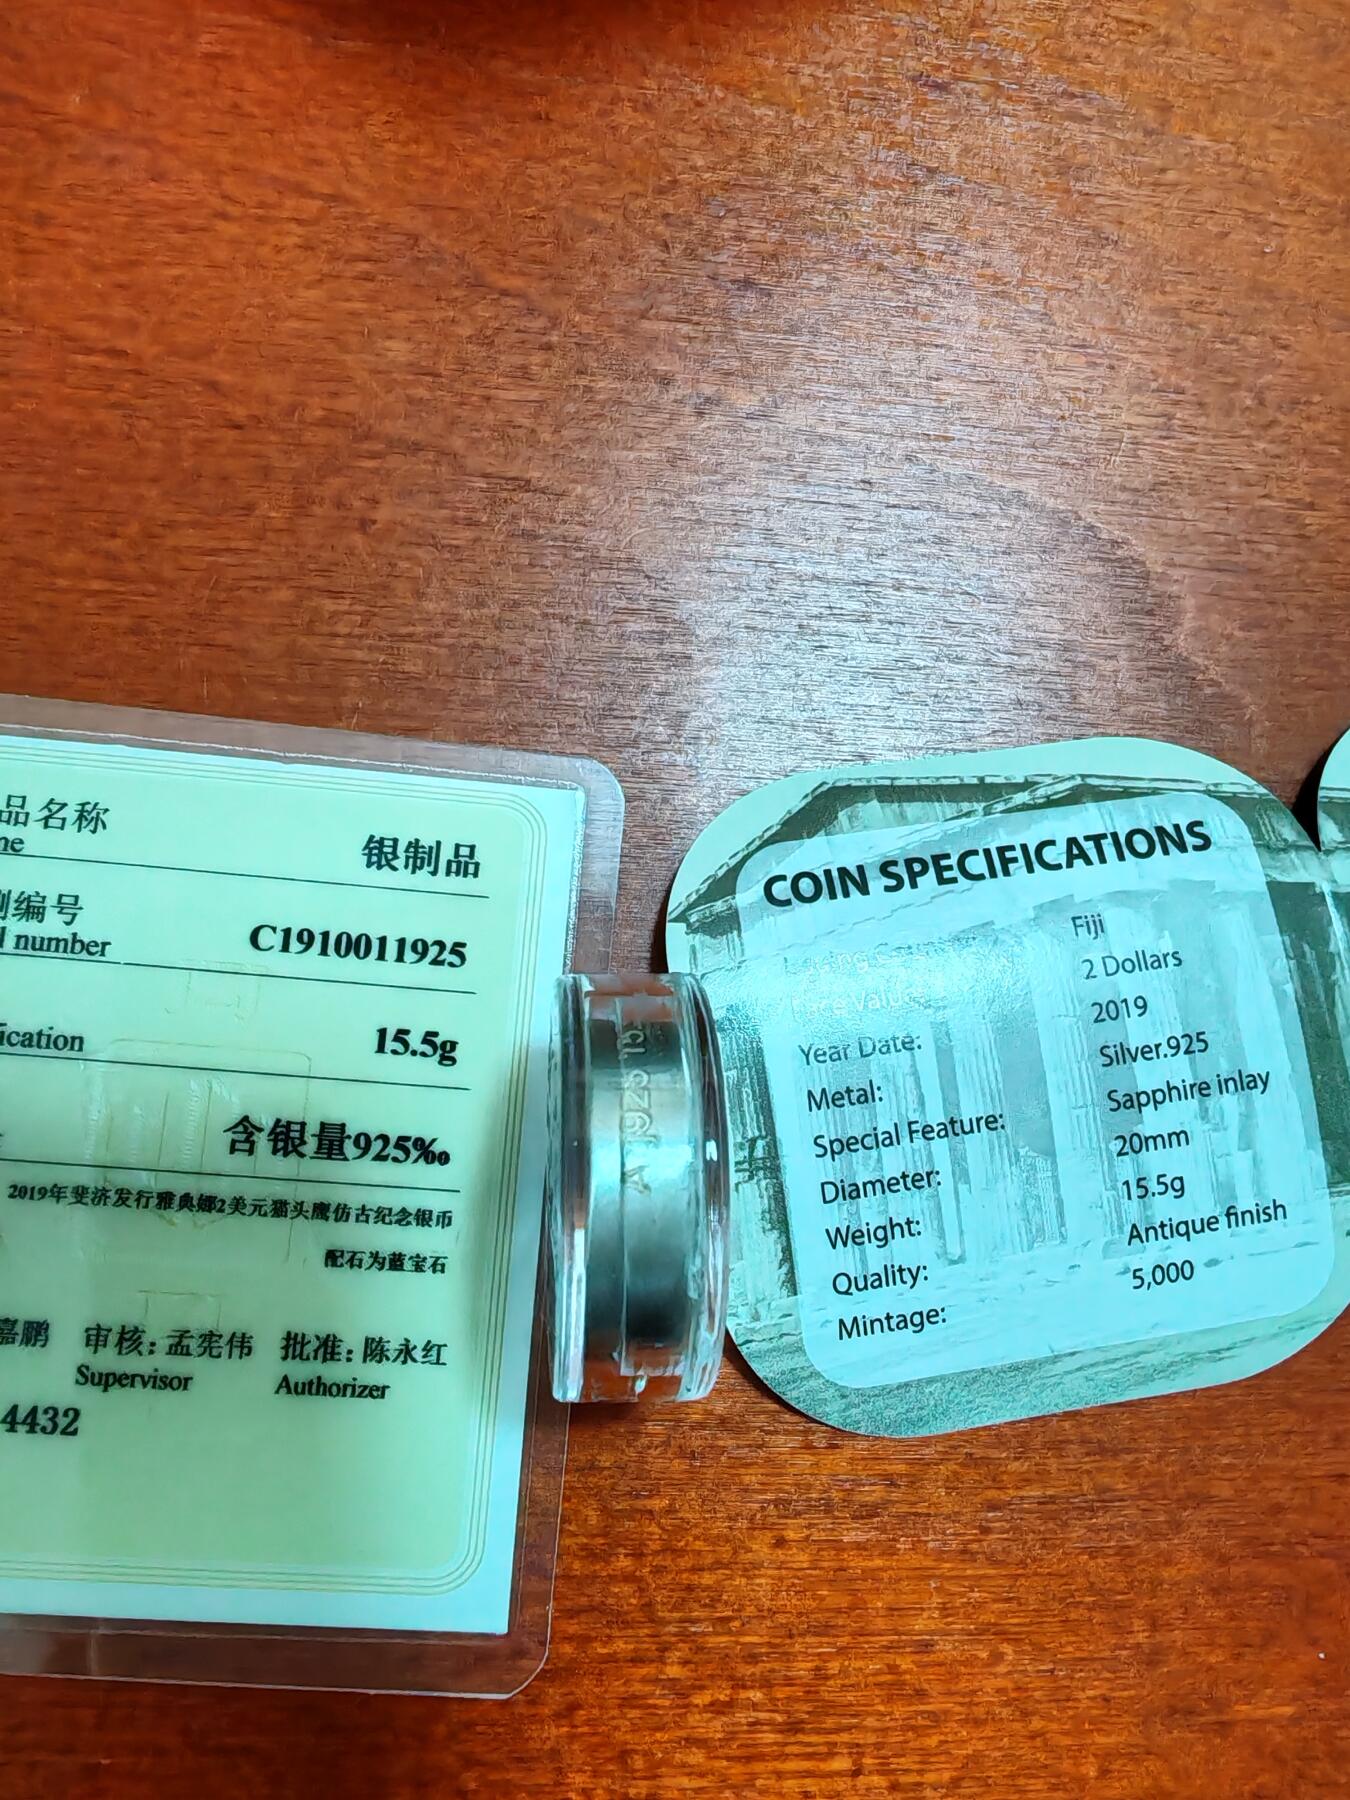 品名称
银制品
编号
number
C1910011925
ication
15.5g
含银量925‰
2019年斐济发行雅典娜2美元猫头鹰仿古纪念银币
配石为蓝宝石
嘉鹏 审核: 孟宪伟 批准: 陈永红
Supervisor Authorizer
4432
Ag925
COIN SPECIFICATIONS
Fiji
Face Value: 2 Dollars
Year Date: 2019
Metal: Silver.925
Special Feature: Sapphire inlay
Diameter: 20mm
Weight: 15.5g
Quality: Antique finish
Mintage: 5,000